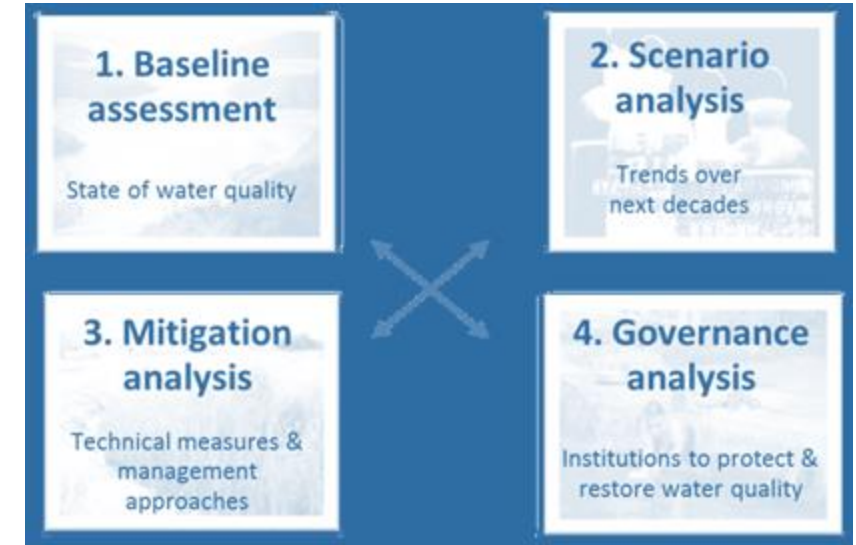 1. Baseline
assessment
State of water quality
2. Scenario
analysis
Trends over
next decades
3. Mitigation
analysis
Technical measures &
management
approaches
4. Governance
analysis
Institutions to protect &
restore water quality